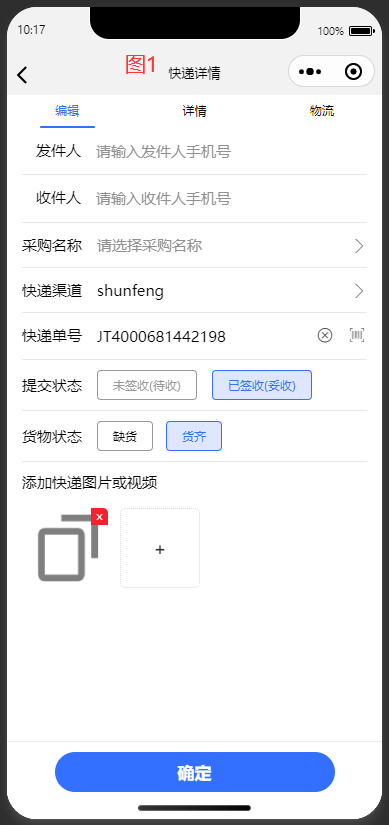 10:17
100%
图1
快递详情
编辑
详情
物流
发件人 请输入发件人手机号
收件人 请输入收件人手机号
采购名称 请选择采购名称
快递渠道 shunfeng
快递单号 JT4000681442198
提交状态 未签收(待收) 已签收(妥收)
货物状态 缺货 货齐
添加快递图片或视频
+
确定